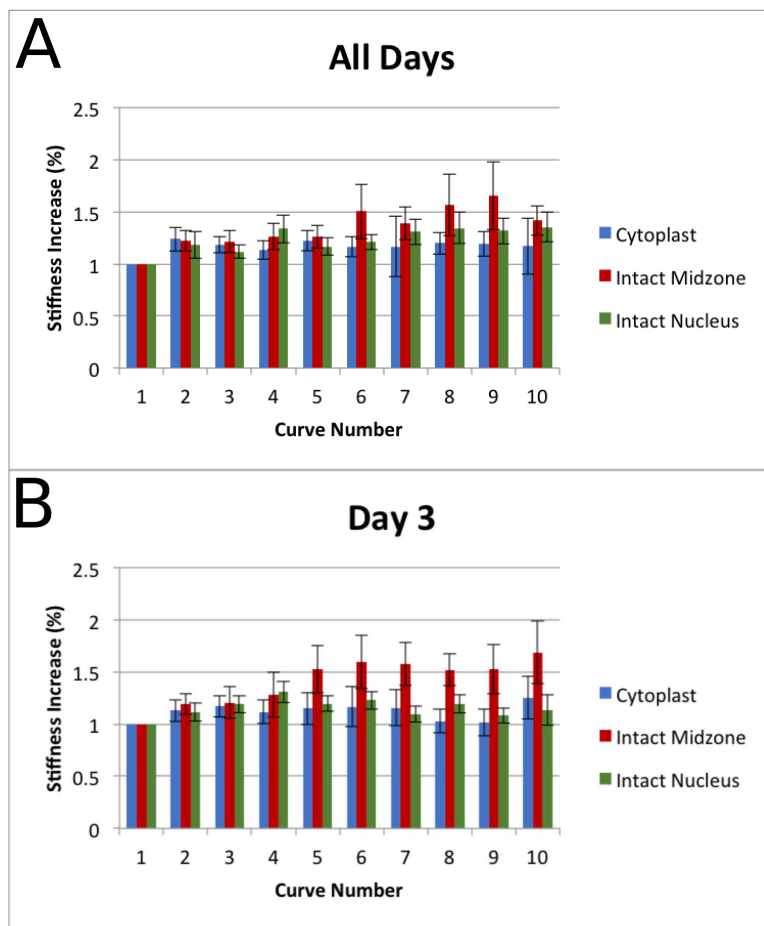 A
All Days
Stiffness Increase (%)
2.5
2
1.5
1
0.5
0
1 2 3 4 5 6 7 8 9 10
Curve Number
Cytoplast
Intact Midzone
Intact Nucleus
B
Day 3
Stiffness Increase (%)
2.5
2
1.5
1
0.5
0
1 2 3 4 5 6 7 8 9 10
Curve Number
Cytoplast
Intact Midzone
Intact Nucleus